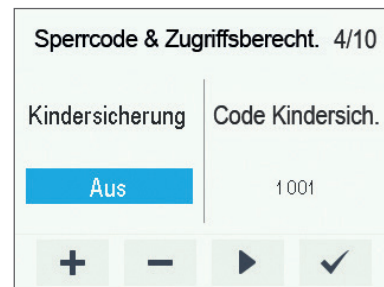 Sperrcode & Zugriffsberecht. 4/10
Kindersicherung Code Kindersich.
Aus 1001